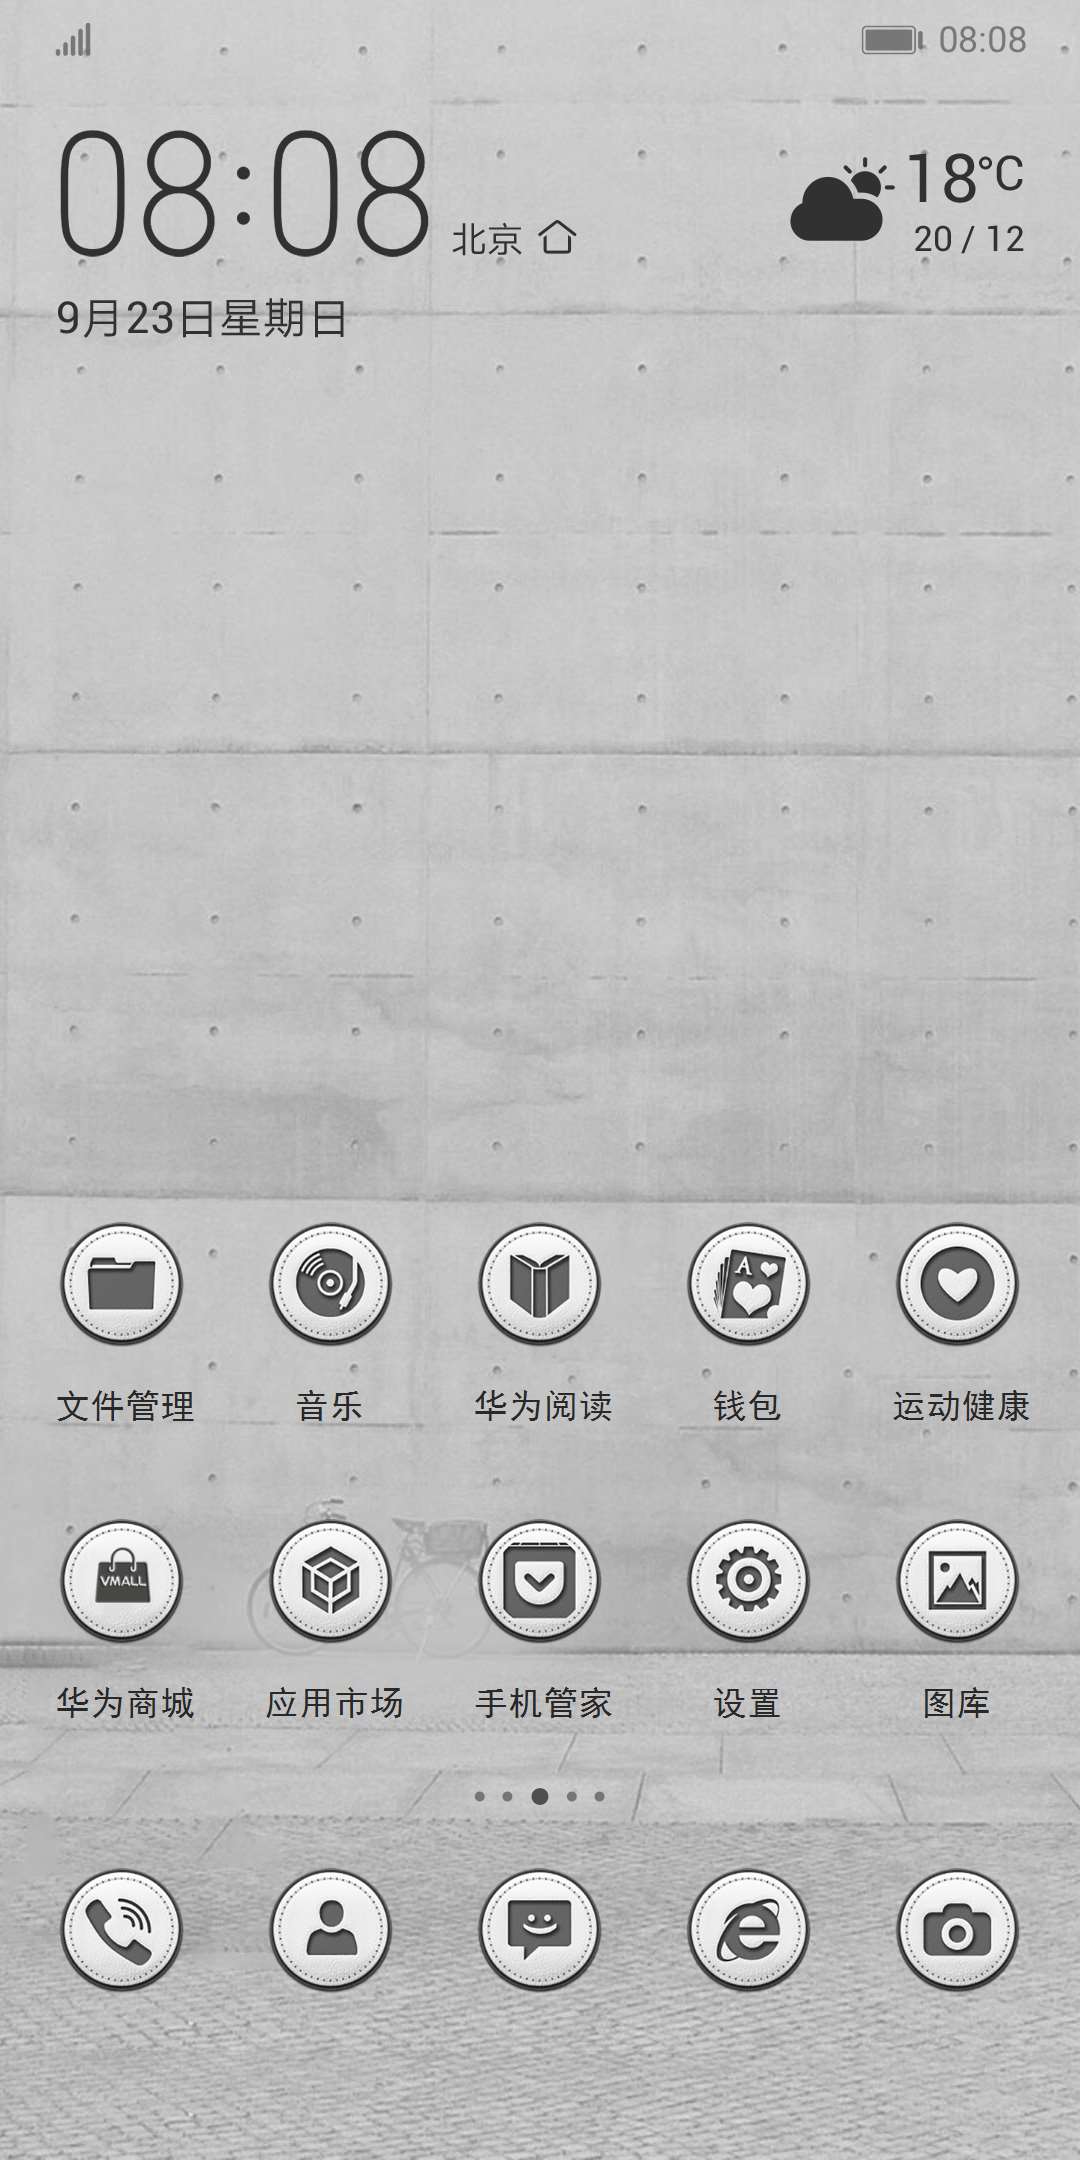 08:08
08:08 北京
18°C
20 / 12
9月23日星期日
A
文件管理 音乐 华为阅读 钱包 运动健康
VMALL
华为商城 应用市场 手机管家 设置 图库